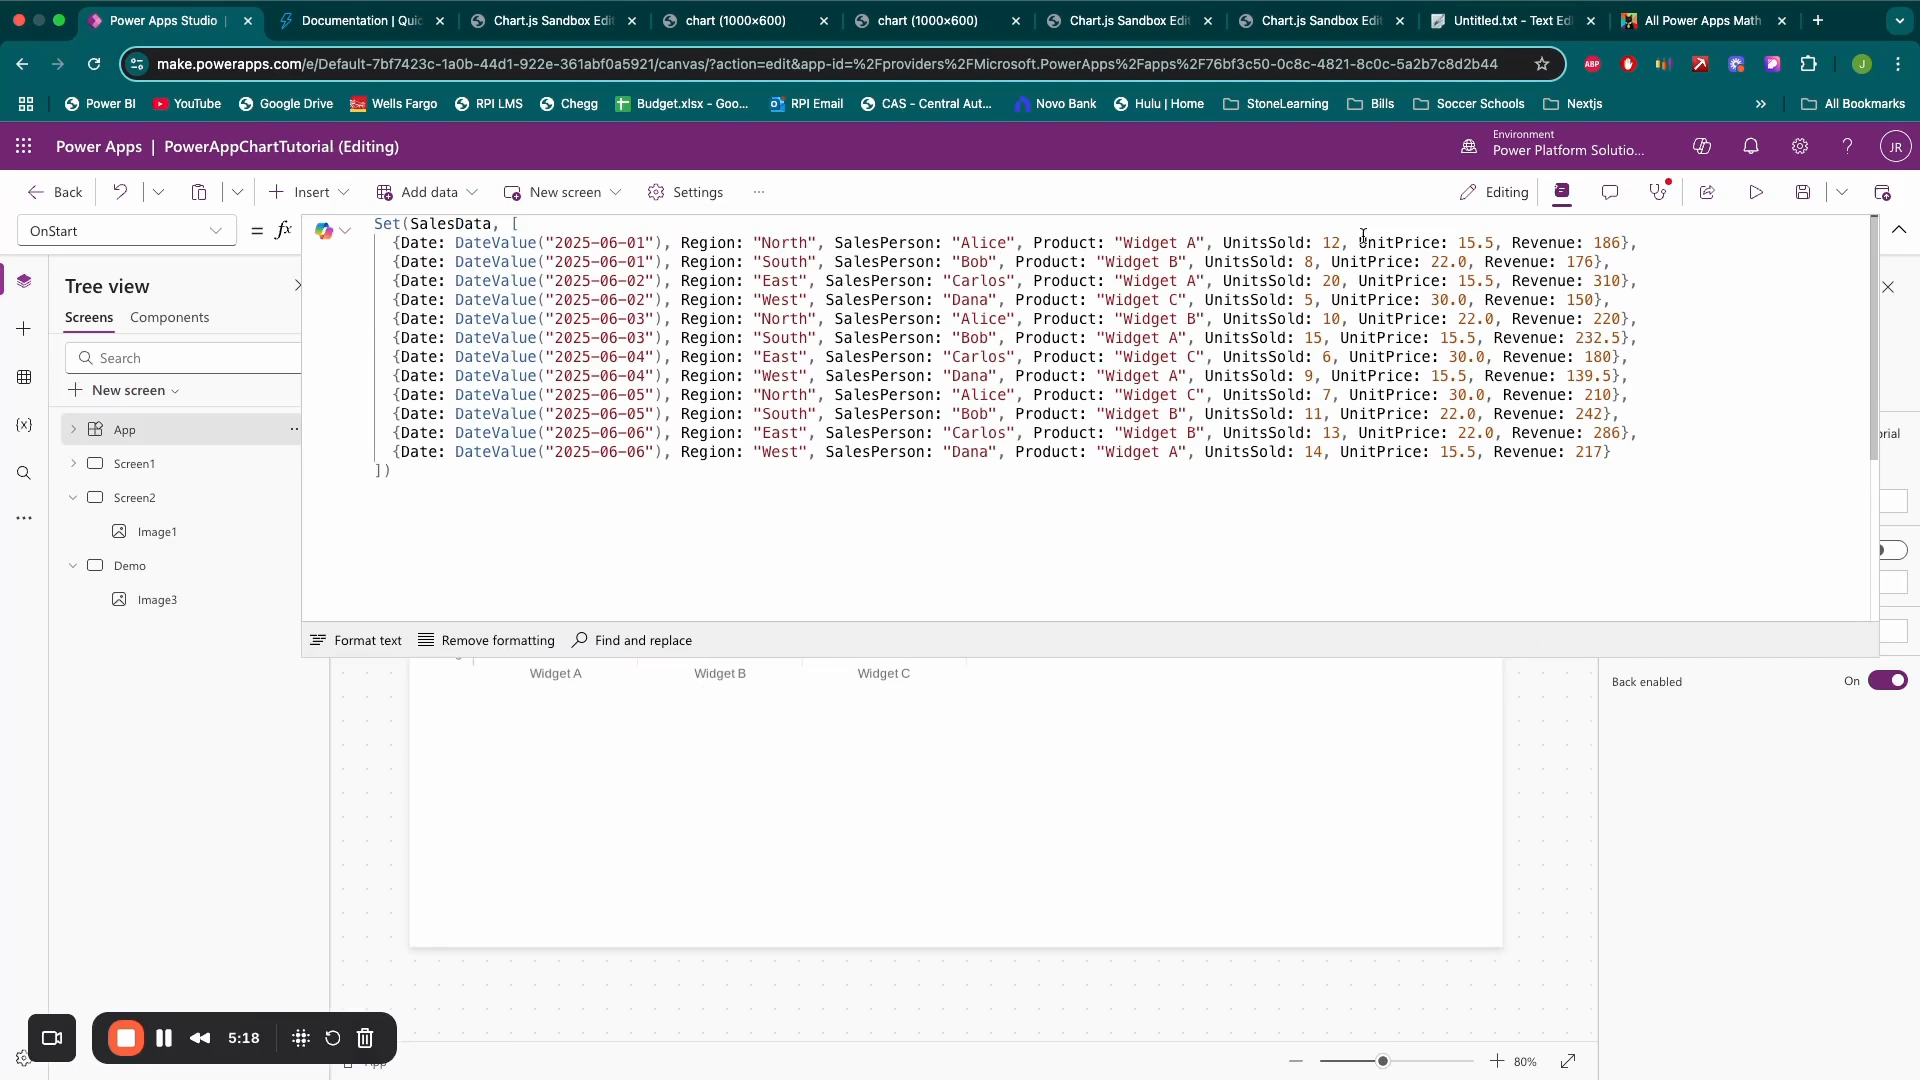 Power Apps Studio |
Documentation | Quic
Chart.js Sandbox Edit
chart (1000×600)
chart (1000×600)
Chart.js Sandbox Edit
Chart.js Sandbox Edit
Untitled.txt - Text Edi
All Power Apps Math
make.powerapps.com/e/Default-7bf7423c-1a0b-44d1-922e-361abf0a5921/canvas/?action=edit&app-id=%2Fproviders%2FMicrosoft.PowerApps%2Fapps%2F76bf3c50-0c8c-4821-8c0c-5a2b7c8d2b44
ABP
J
Power BI
YouTube
Google Drive
Wells Fargo
RPI LMS
Chegg
Budget.xlsx - Goo...
RPI Email
CAS - Central Aut...
Novo Bank
Hulu | Home
StoneLearning
Bills
Soccer Schools
Nextjs
»
All Bookmarks
Power Apps | PowerAppChartTutorial (Editing)
Environment
Power Platform Solutio...
JR
Back
Insert
Add data
New screen
Settings
...
Editing
OnStart
= fx
Set(SalesData, [
{Date: DateValue("2025-06-01"), Region: "North", SalesPerson: "Alice", Product: "Widget A", UnitsSold: 12, UnitPrice: 15.5, Revenue: 186},
{Date: DateValue("2025-06-01"), Region: "South", SalesPerson: "Bob", Product: "Widget B", UnitsSold: 8, UnitPrice: 22.0, Revenue: 176},
{Date: DateValue("2025-06-02"), Region: "East", SalesPerson: "Carlos", Product: "Widget A", UnitsSold: 20, UnitPrice: 15.5, Revenue: 310},
{Date: DateValue("2025-06-02"), Region: "West", SalesPerson: "Dana", Product: "Widget C", UnitsSold: 5, UnitPrice: 30.0, Revenue: 150},
{Date: DateValue("2025-06-03"), Region: "North", SalesPerson: "Alice", Product: "Widget B", UnitsSold: 10, UnitPrice: 22.0, Revenue: 220},
{Date: DateValue("2025-06-03"), Region: "South", SalesPerson: "Bob", Product: "Widget A", UnitsSold: 15, UnitPrice: 15.5, Revenue: 232.5},
{Date: DateValue("2025-06-04"), Region: "East", SalesPerson: "Carlos", Product: "Widget C", UnitsSold: 6, UnitPrice: 30.0, Revenue: 180},
{Date: DateValue("2025-06-04"), Region: "West", SalesPerson: "Dana", Product: "Widget A", UnitsSold: 9, UnitPrice: 15.5, Revenue: 139.5},
{Date: DateValue("2025-06-05"), Region: "North", SalesPerson: "Alice", Product: "Widget C", UnitsSold: 7, UnitPrice: 30.0, Revenue: 210},
{Date: DateValue("2025-06-05"), Region: "South", SalesPerson: "Bob", Product: "Widget B", UnitsSold: 11, UnitPrice: 22.0, Revenue: 242},
{Date: DateValue("2025-06-06"), Region: "East", SalesPerson: "Carlos", Product: "Widget B", UnitsSold: 13, UnitPrice: 22.0, Revenue: 286},
{Date: DateValue("2025-06-06"), Region: "West", SalesPerson: "Dana", Product: "Widget A", UnitsSold: 14, UnitPrice: 15.5, Revenue: 217}
])
Tree view
Screens
Components
Search
New screen
App
Screen1
Screen2
Image1
Demo
Image3
Format text
Remove formatting
Find and replace
Widget A
Widget B
Widget C
rial
Back enabled
On
5:18
App
80%